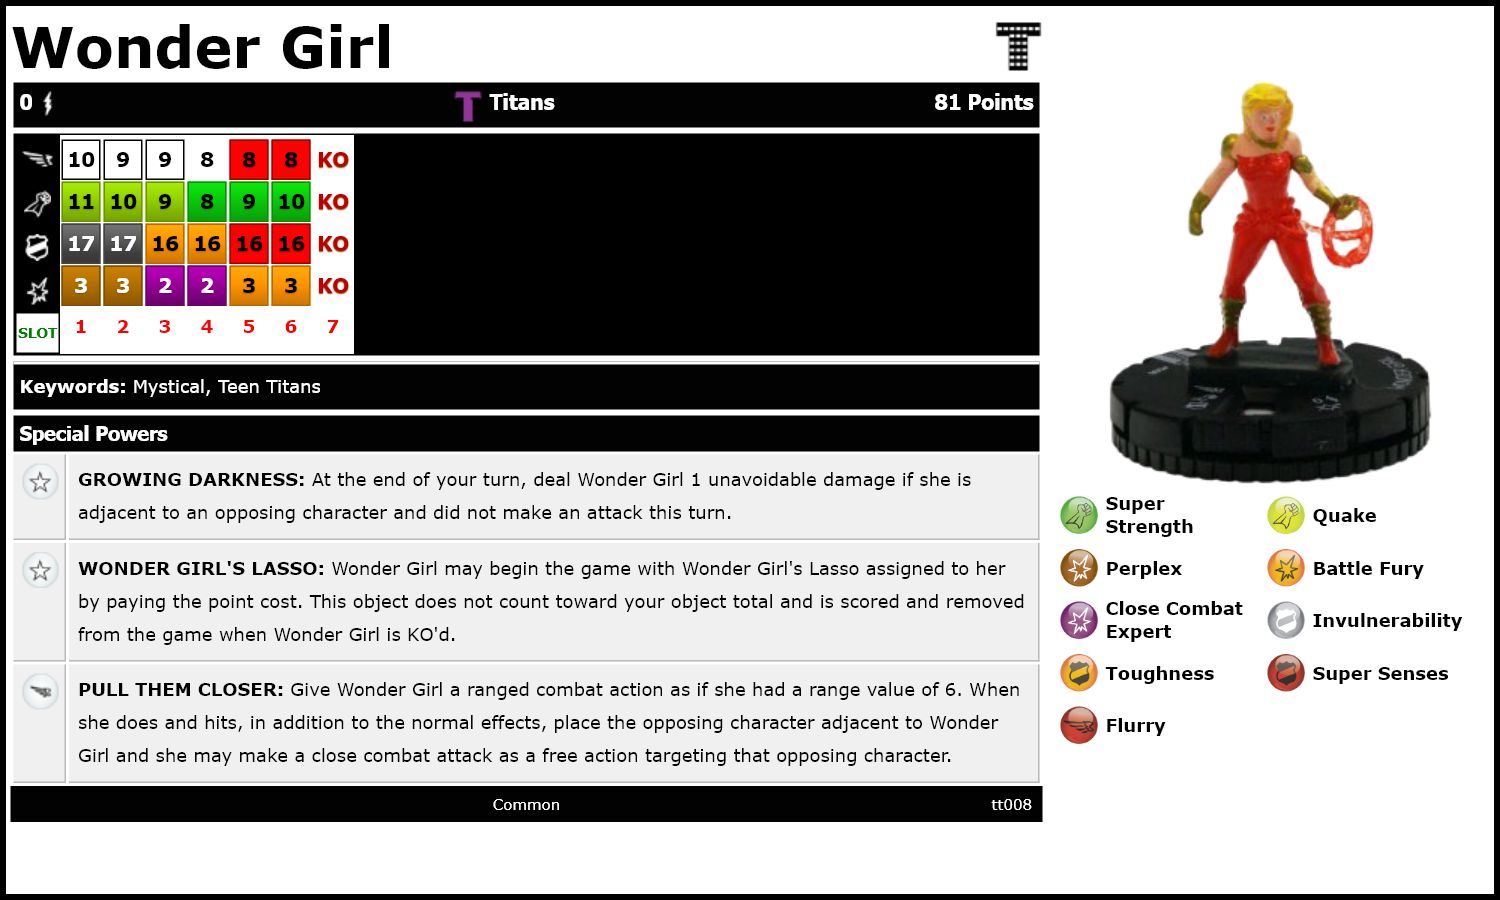 Wonder Girl
T
0 T Titans 81 Points
10 9 9 8 8 8 KO
11 10 9 8 9 10 KO
17 17 16 16 16 16 KO
3 3 2 2 3 3 KO
SLOT 1 2 3 4 5 6 7
Keywords: Mystical, Teen Titans
Special Powers
GROWING DARKNESS: At the end of your turn, deal Wonder Girl 1 unavoidable damage if she is
adjacent to an opposing character and did not make an attack this turn.
WONDER GIRL'S LASSO: Wonder Girl may begin the game with Wonder Girl's Lasso assigned to her
by paying the point cost. This object does not count toward your object total and is scored and removed
from the game when Wonder Girl is KO'd.
PULL THEM CLOSER: Give Wonder Girl a ranged combat action as if she had a range value of 6. When
she does and hits, in addition to the normal effects, place the opposing character adjacent to Wonder
Girl and she may make a close combat attack as a free action targeting that opposing character.
Common tt008
Super
Strength
Quake
Perplex
Battle Fury
Close Combat
Expert
Invulnerability
Toughness
Super Senses
Flurry